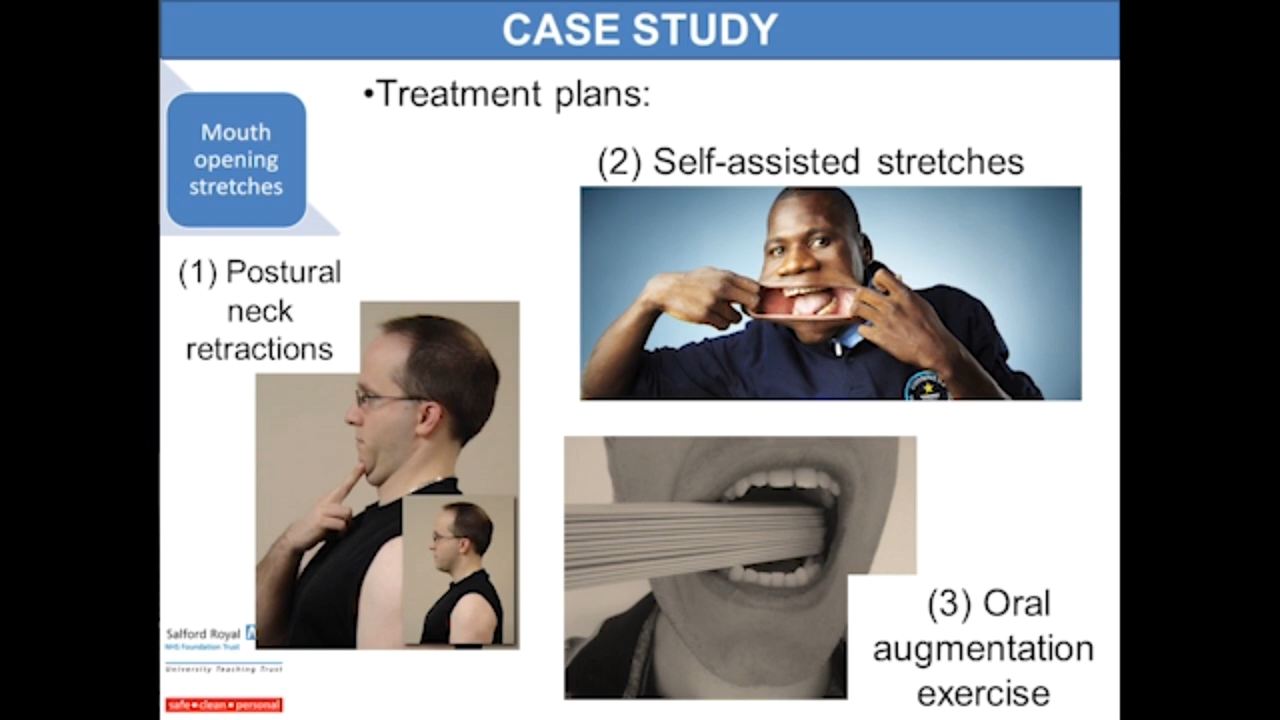 CASE STUDY
•Treatment plans:
Mouth
opening
stretches
(2) Self-assisted stretches
(1) Postural
neck
retractions
(3) Oral
augmentation
exercise
Salford Royal
NHS Foundation Trust
University Teaching Trust
safe•clean•personal